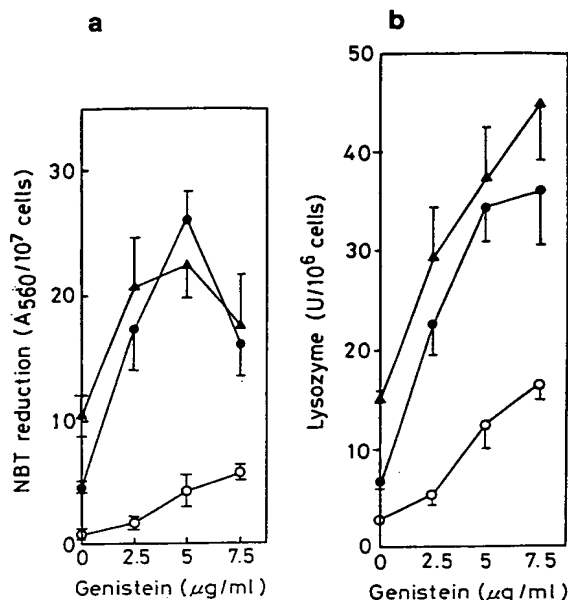 a
NBT reduction (A560/10⁷ cells)
30
20
10
0
0 2.5 5 7.5
Genistein (μg/ml)
b
Lysozyme (U/10⁶ cells)
50
40
30
20
10
0
0 2.5 5 7.5
Genistein (μg/ml)